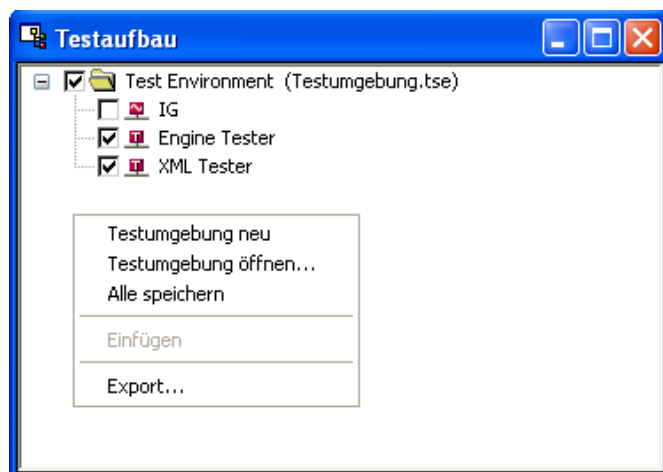 Testaufbau
Test Environment (Testumgebung.tse)
IG
Engine Tester
XML Tester
Testumgebung neu
Testumgebung öffnen...
Alle speichern
Einfügen
Export...